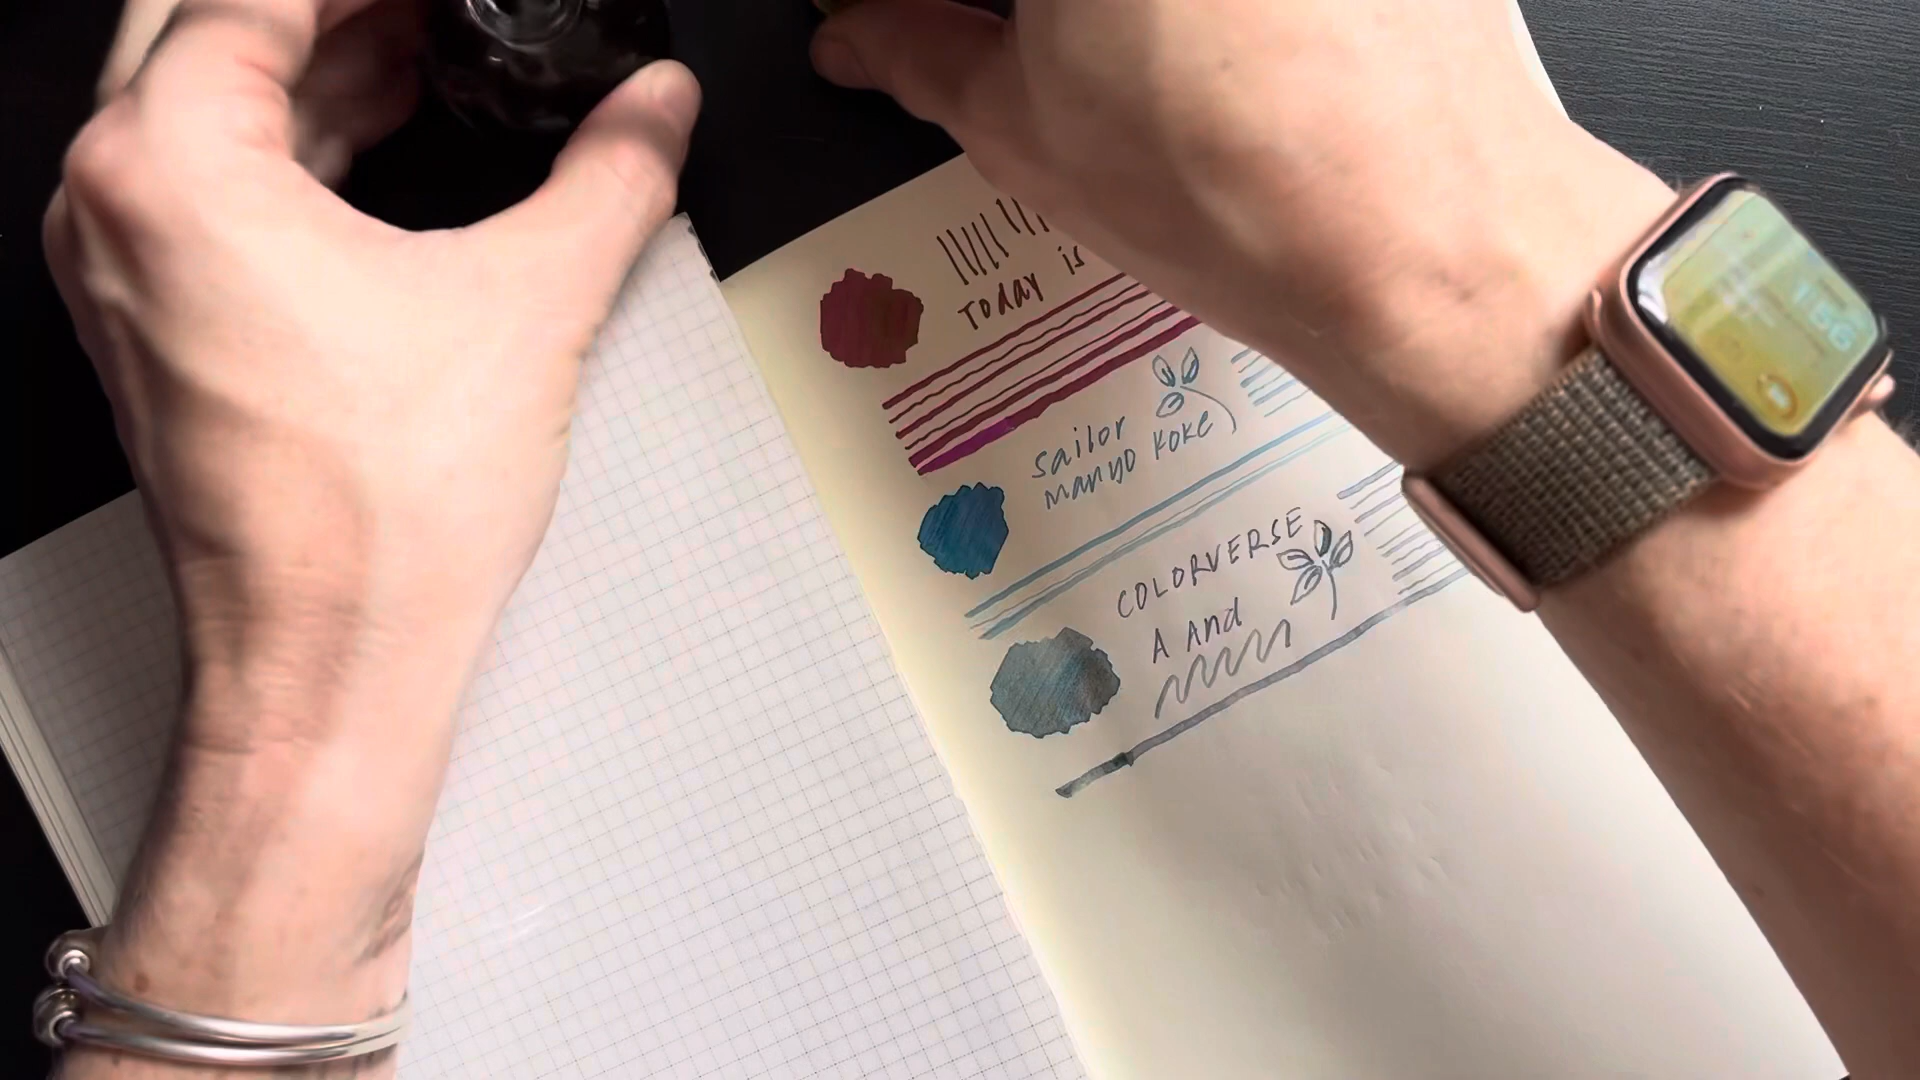 Today is
sailor
manyo koke
COLORVERSE
A And